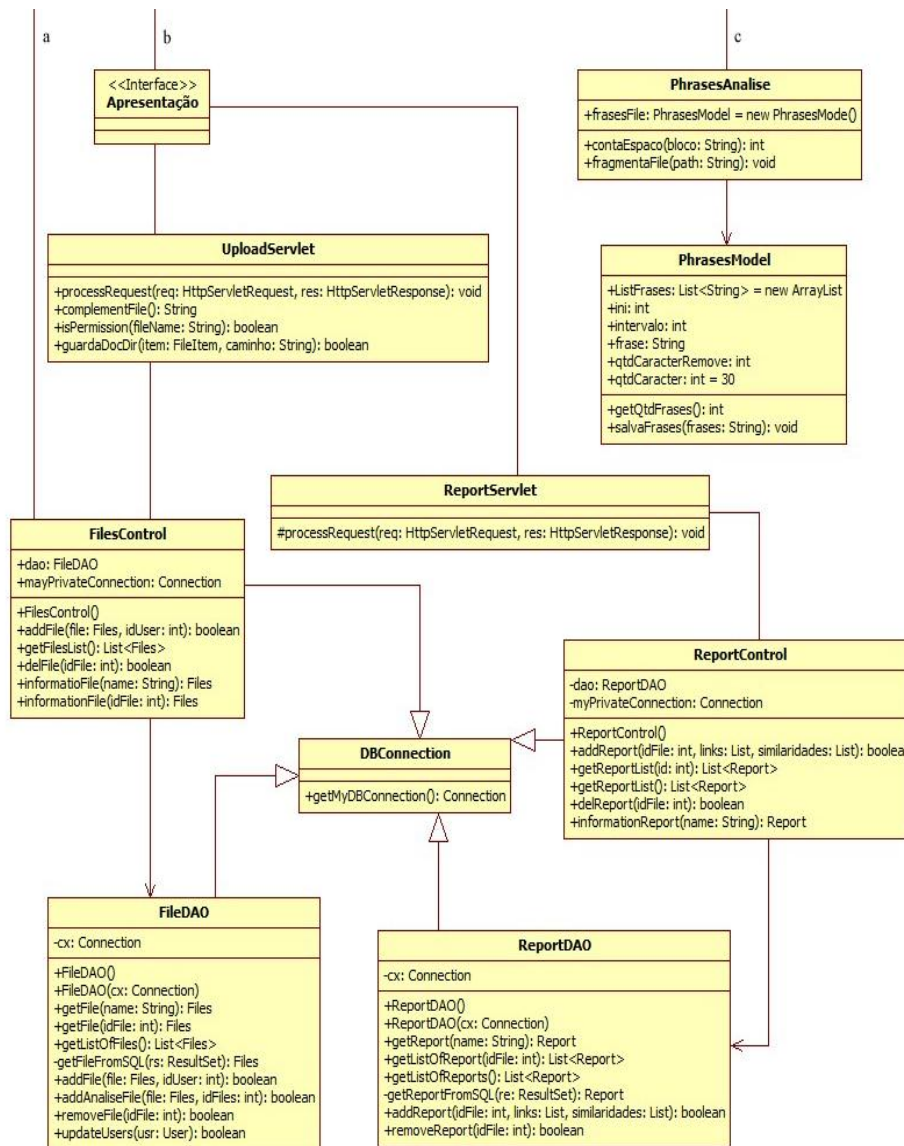 a
b
c
<<Interface>>
Apresentação
PhrasesAnalise
+frasesFile: PhrasesModel = new PhrasesMode()
+contaEspaco(bloco: String): int
+fragmentaFile(path: String): void
UploadServlet
+processRequest(req: HttpServletRequest, res: HttpServletResponse): void
+complementFile(): String
+isPermission(fileName: String): boolean
+guardaDocDir(item: FileItem, caminho: String): boolean
PhrasesModel
+ListFrases: List<String> = new ArrayList
+ini: int
+intervalo: int
+frase: String
+qtdCaracterRemove: int
+qtdCaracter: int = 30
+getQtdFrases(): int
+salvaFrases(frases: String): void
ReportServlet
#processRequest(req: HttpServletRequest, res: HttpServletResponse): void
FilesControl
+dao: FileDAO
+mayPrivateConnection: Connection
+FilesControl()
+addFile(file: Files, idUser: int): boolean
+getFilesList(): List<Files>
+delFile(idFile: int): boolean
+informatioFile(name: String): Files
+informationFile(idFile: int): Files
ReportControl
-dao: ReportDAO
-myPrivateConnection: Connection
+ReportControl()
+addReport(idFile: int, links: List, similaridades: List): boolea
+getReportList(id: int): List<Report>
+getReportList(): List<Report>
+delReport(idFile: int): boolean
+informationReport(name: String): Report
DBConnection
+getMyDBConnection(): Connection
FileDAO
-cx: Connection
+FileDAO()
+FileDAO(cx: Connection)
+getFile(name: String): Files
+getFile(idFile: int): Files
+getListOfFiles(): List<Files>
-getFileFromSQL(rs: ResultSet): Files
+addFile(file: Files, idUser: int): boolean
+addAnaliseFile(file: Files, idFiles: int): boolean
+removeFile(idFile: int): boolean
+updateUsers(usr: User): boolean
ReportDAO
-cx: Connection
+ReportDAO()
+ReportDAO(cx: Connection)
+getReport(name: String): Report
+getListOfReport(idFile: int): List<Report>
+getListOfReports(): List<Report>
-getReportFromSQL(re: ResultSet): Report
+addReport(idFile: int, links: List, similaridades: List): boolean
+removeReport(idFile: int): boolean